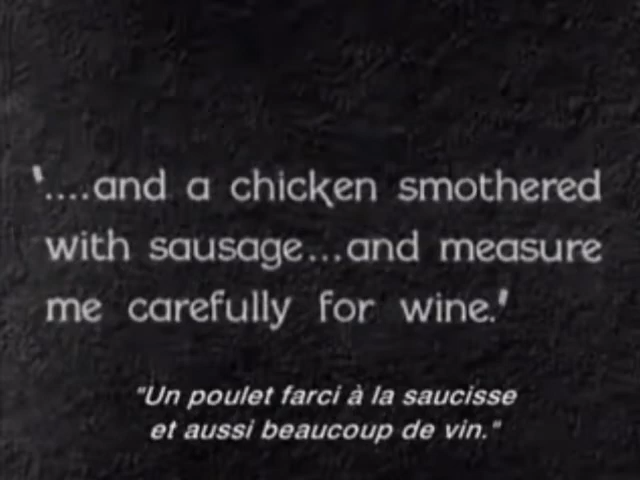 '....and a chicken smothered
with sausage...and measure
me carefully for wine.'
"Un poulet farci à la saucisse
et aussi beaucoup de vin."